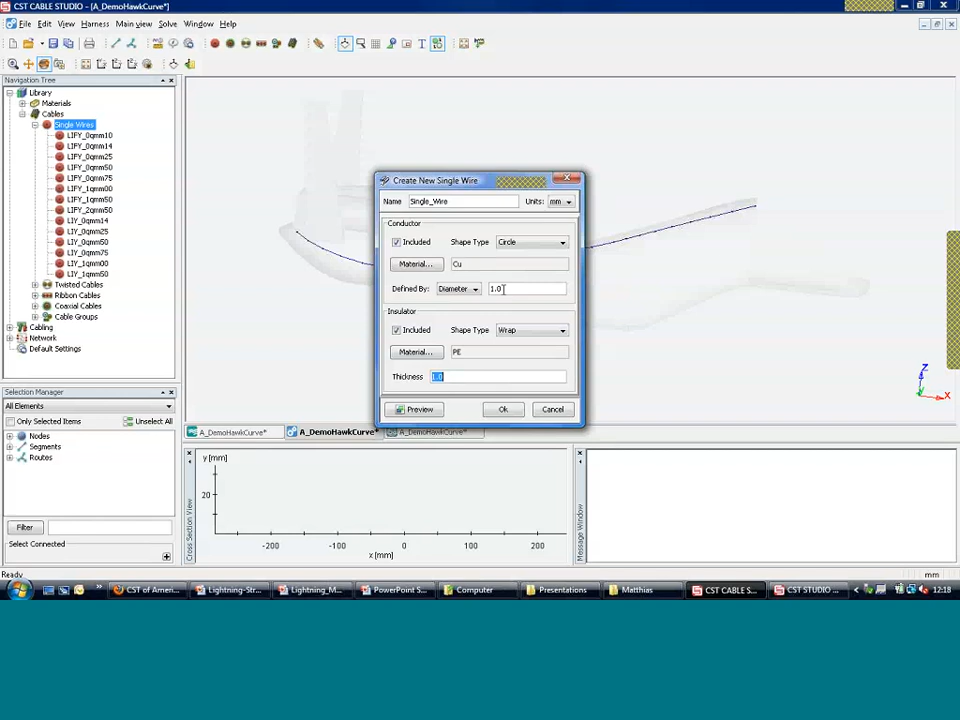 CST CABLE STUDIO - [A_DemoHawkCurve*]
File Edit View Harness Main view Solve Window Help
Navigation Tree
Library
Materials
Cables
Single Wires
LIFY_0qmm10
LIFY_0qmm14
LIFY_0qmm25
LIFY_0qmm50
LIFY_0qmm75
LIFY_1qmm00
LIFY_1qmm50
LIFY_2qmm50
LIY_0qmm14
LIY_0qmm25
LIY_0qmm50
LIY_0qmm75
LIY_1qmm00
LIY_1qmm50
Twisted Cables
Ribbon Cables
Coaxial Cables
Cable Groups
Cabling
Network
Default Settings
Selection Manager
All Elements
Only Selected Items Unselect All
Nodes
Segments
Routes
Filter
Select Connected
Ready
Create New Single Wire
Name Single_Wire Units: mm
Conductor
Included Shape Type Circle
Material... Cu
Defined By: Diameter 1.0
Insulator
Included Shape Type Wrap
Material... PE
Thickness 1.0
Preview Ok Cancel
Z
Y
X
A_DemoHawkCurve* A_DemoHawkCurve* A_DemoHawkCurve*
Cross Section View
y [mm]
20
-200 -100 0 100 200
x [mm]
Message Window
mm
CST of Ameri... Lightning-Str... Lightning_M... PowerPoint S... Computer Presentations Matthias CST CABLE S... CST STUDIO ... 12:18